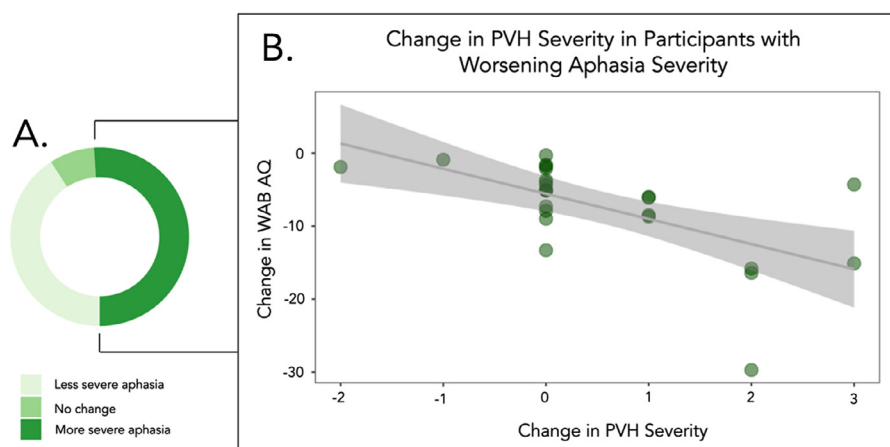 A.
Less severe aphasia
No change
More severe aphasia
B.
Change in PVH Severity in Participants with
Worsening Aphasia Severity
Change in WAB AQ
0
-10
-20
-30
-2
-1
0
1
2
3
Change in PVH Severity